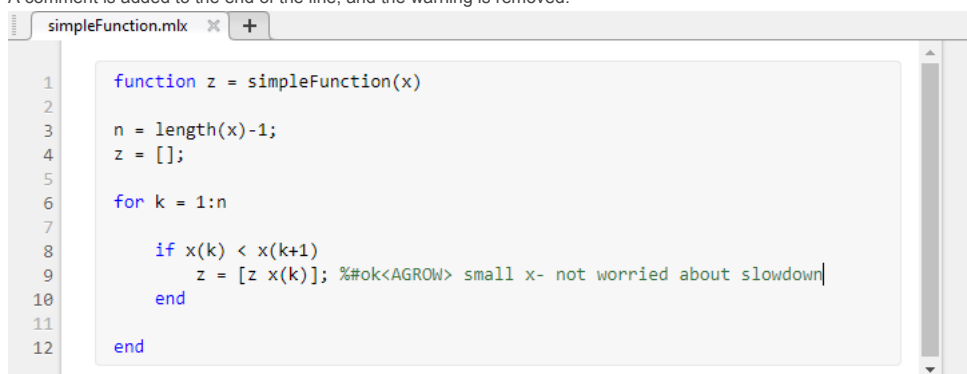 A comment is added to the end of the line, and the warning is removed.
simpleFunction.mlx × +
1 function z = simpleFunction(x)
2
3 n = length(x)-1;
4 z = [];
5
6 for k = 1:n
7
8 if x(k) < x(k+1)
9 z = [z x(k)]; %#ok<AGROW> small x- not worried about slowdown
10 end
11
12 end